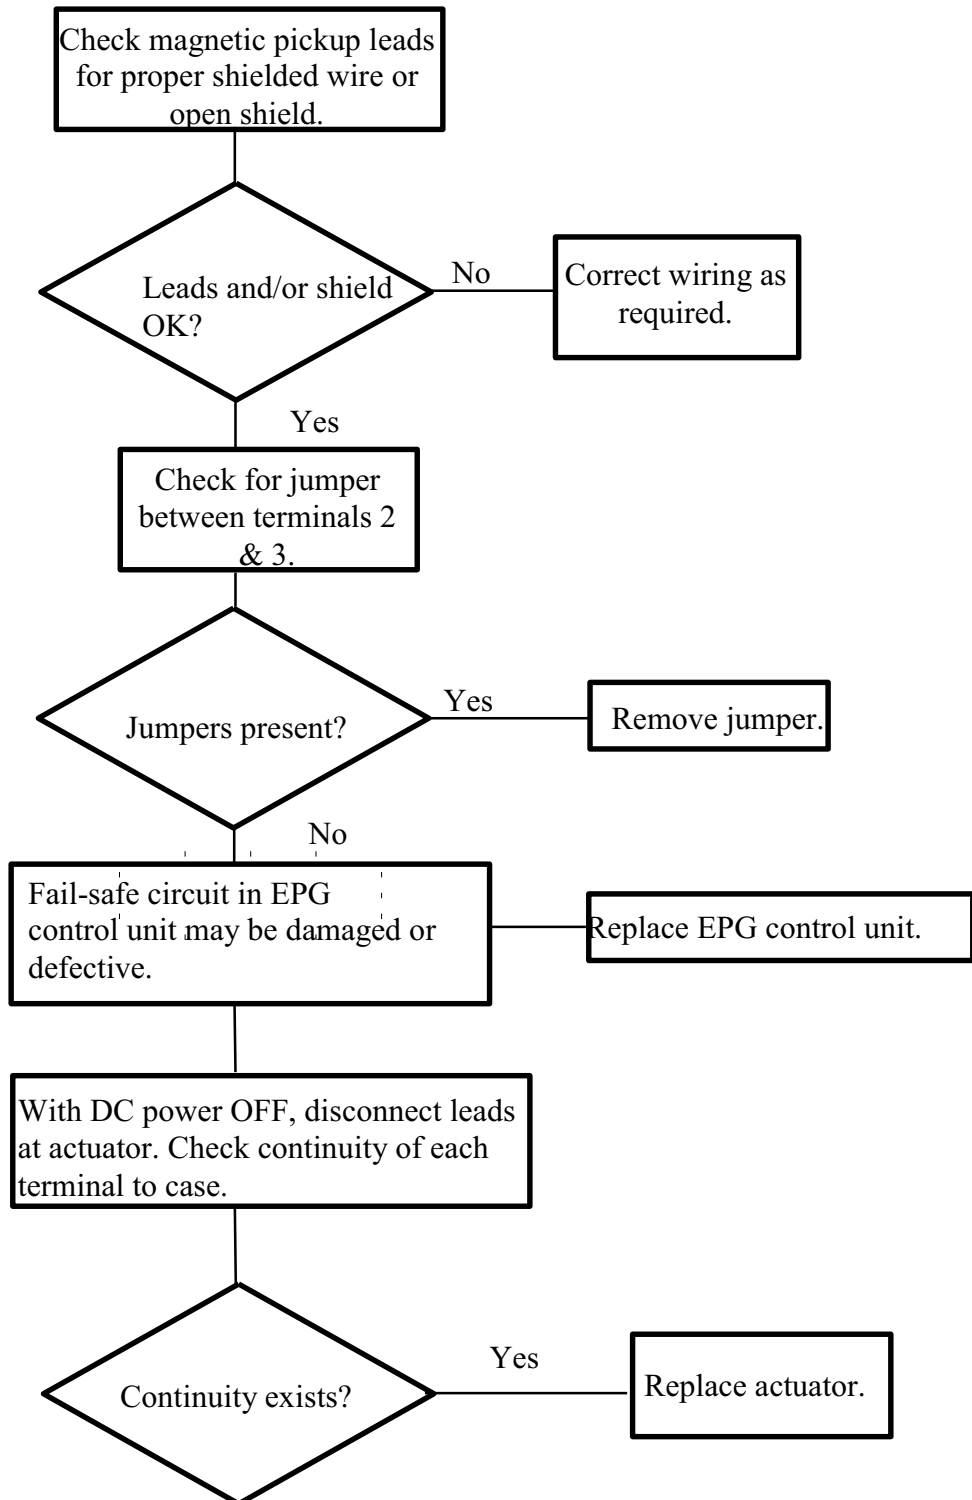 Check magnetic pickup leads
for proper shielded wire or
open shield.
Leads and/or shield
OK?
No
Correct wiring as
required.
Yes
Check for jumper
between terminals 2
& 3.
Jumpers present?
Yes
Remove jumper.
No
Fail-safe circuit in EPG
control unit may be damaged or
defective.
Replace EPG control unit.
With DC power OFF, disconnect leads
at actuator. Check continuity of each
terminal to case.
Continuity exists?
Yes
Replace actuator.